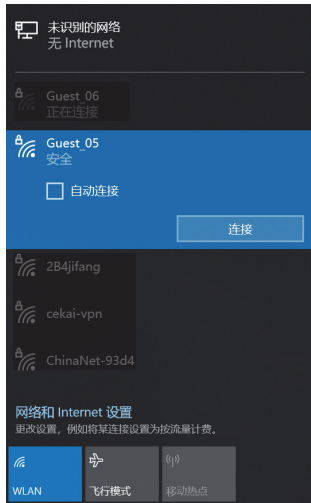 未识别的网络
无 Internet
Guest_06
正在连接
Guest_05
安全
自动连接
连接
2B4jifang
cekai-vpn
ChinaNet-93d4
网络和 Internet 设置
更改设置，例如将某连接设置为按流量计费。
WLAN
飞行模式
移动热点